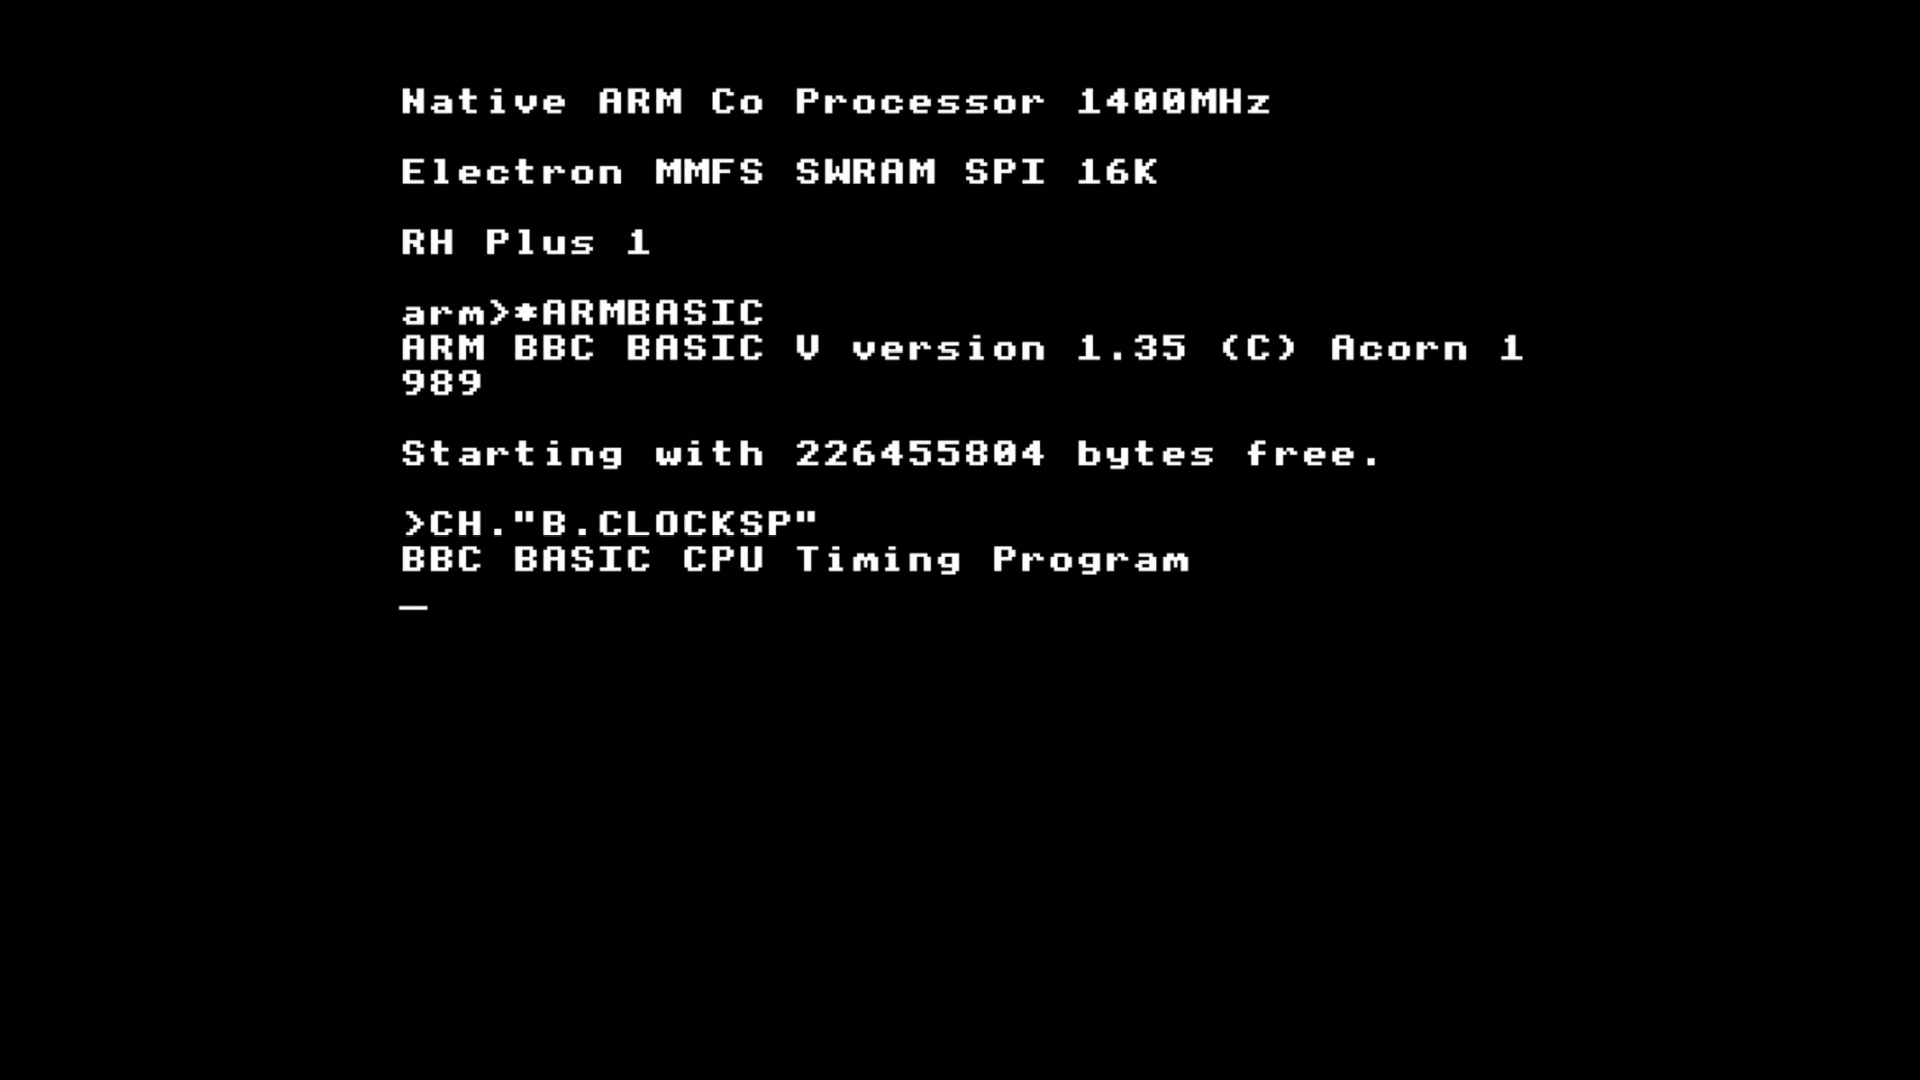 Native ARM Co Processor 1400MHz
Electron MMFS SWRAM SPI 16K
RH Plus 1
arm>*ARMBASIC
ARM BBC BASIC V version 1.35 (C) Acorn 1
989
Starting with 226455804 bytes free.
>CH."B.CLOCKSP"
BBC BASIC CPU Timing Program
_